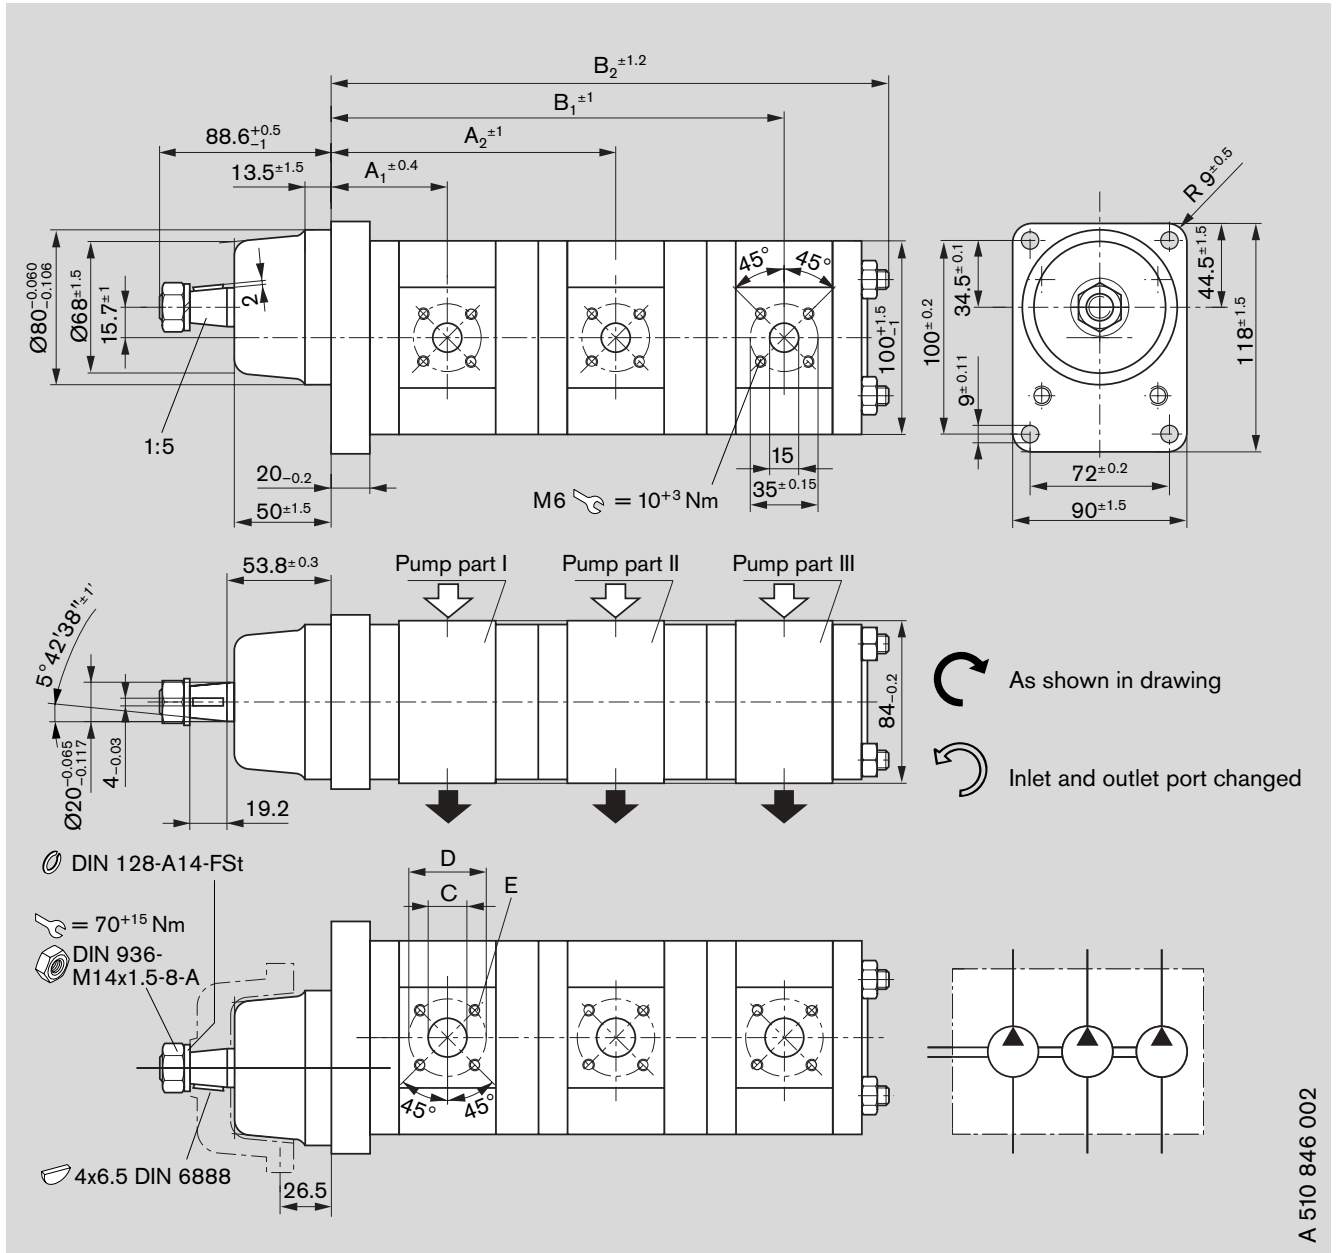 B₂±1.2
B₁±1
88.6+0.5 −1
A₂±1
13.5±1.5
A₁±0.4
R 9±0.5
45° 45°
Ø80−0.060 −0.106
Ø68±1.5
15.7±1
2
100+1.5 −1
100±0.2
34.5±0.1
9±0.11
44.5±1.5
118±1.5
1:5
20−0.2
50±1.5
15
35±0.15
M6 = 10+3 Nm
72±0.2
90±1.5
53.8±0.3
Pump part I
Pump part II
Pump part III
5°42'38"±1'
Ø20−0.065 −0.117
4−0.03
19.2
84−0.2
As shown in drawing
Inlet and outlet port changed
DIN 128-A14-FSt
= 70+15 Nm
DIN 936-
M14x1.5-8-A
D
C
E
45° 45°
4x6.5 DIN 6888
26.5
A 510 846 002